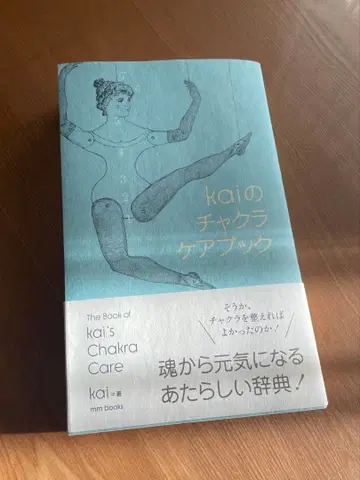 kaiの
チャクラ
ケアブック
The Book of
kai's
Chakra
Care
kai=著
mm books
そうか、
チャクラを整えれば
よかったのか!
魂から元気になる
あたらしい辞典!